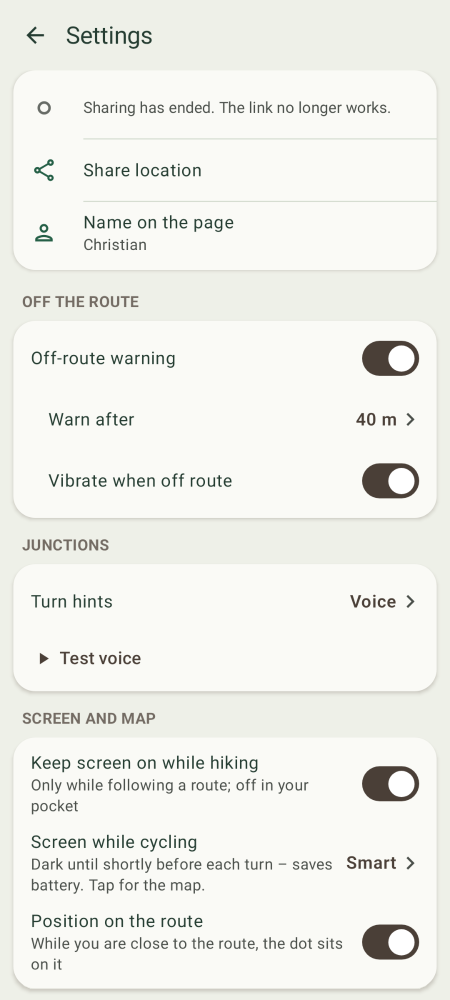 Settings
Sharing has ended. The link no longer works.
Share location
Name on the page
Christian
OFF THE ROUTE
Off-route warning
Warn after
40 m
Vibrate when off route
JUNCTIONS
Turn hints
Voice
Test voice
SCREEN AND MAP
Keep screen on while hiking
Only while following a route; off in your
pocket
Screen while cycling
Dark until shortly before each turn – saves
battery. Tap for the map.
Smart
Position on the route
While you are close to the route, the dot sits
on it